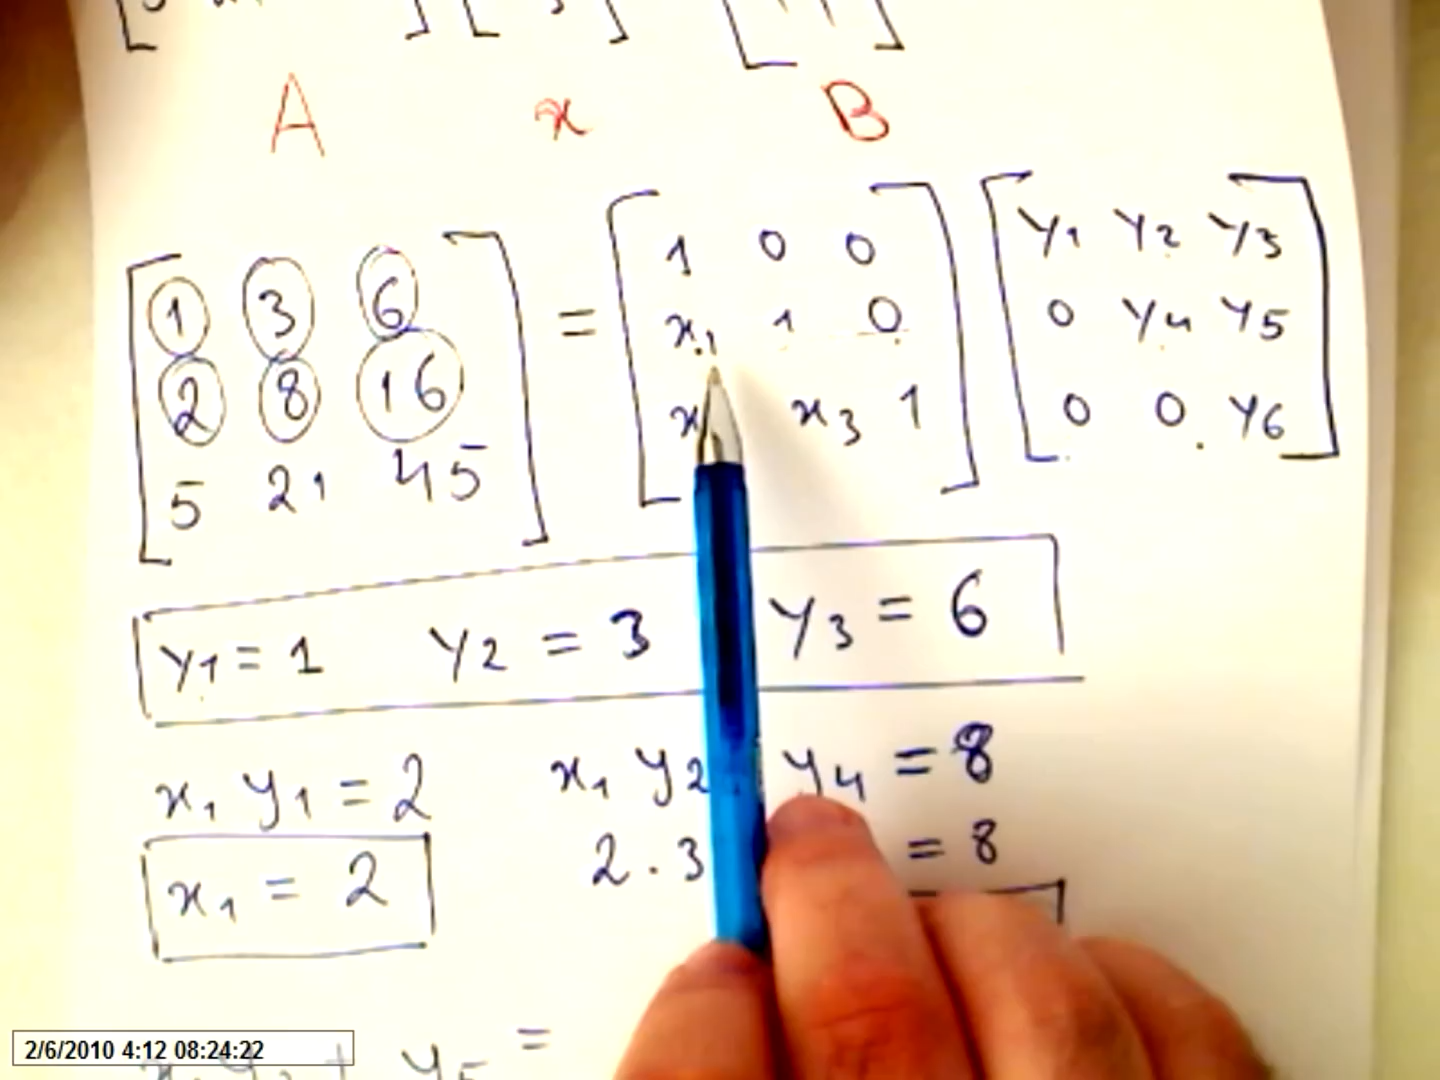 A x B
[1 3 6] = [1 0 0] [y1 y2 y3]
[2 8 16] [x1 1 0] [0 y4 y5]
[5 21 45] [x x3 1] [0 0 y6]
y1 = 1 y2 = 3 y3 = 6
x1 y1 = 2 x1 y2 y4 = 8
x1 = 2 2 . 3 = 8
y5 =
2/6/2010 4:12 08:24:22